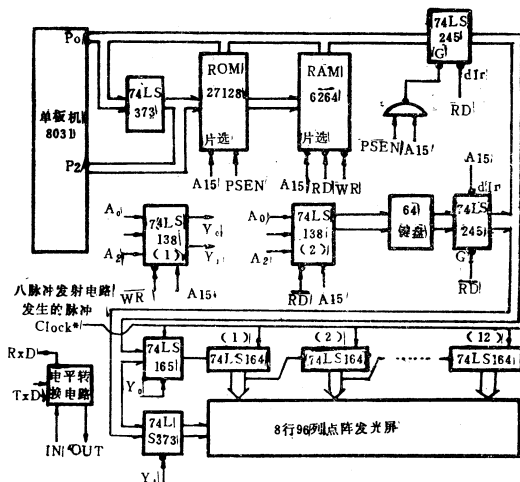 P0
单板机
8031
P2
74LS
373
ROM
27128
片选
A15
PSEN
RAM
6264
片选
A15
RD
WR
74LS
245
G
dIr
RD
PSEN
A15
A0
A2
74LS
138
(1)
Y0
Y1
WR
A15
A0
A2
74LS
138
(2)
RD
A15
64
键盘
A15
dIr
74LS
245
G
RD
八脉冲发射电路
发生的脉冲
Clock*
RxD
TxD
电平转
换电路
IN
OUT
74LS
165
Y0
(1)
74LS164
(2)
74LS164
(12)
74LS164
74L
S373
Y1
8行96列点阵发光屏